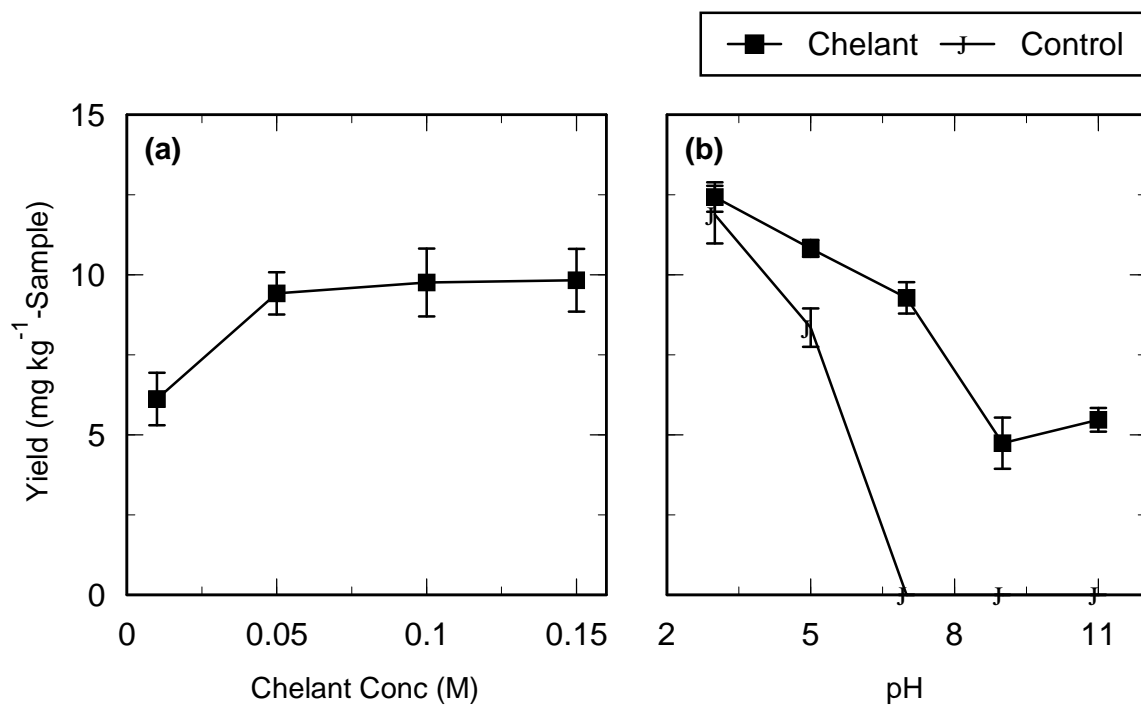 Chelant J Control
(a)
(b)
15
10
5
0
Yield (mg kg⁻¹-Sample)
0 0.05 0.1 0.15
2 5 8 11
Chelant Conc (M)
pH
J
J
J J J